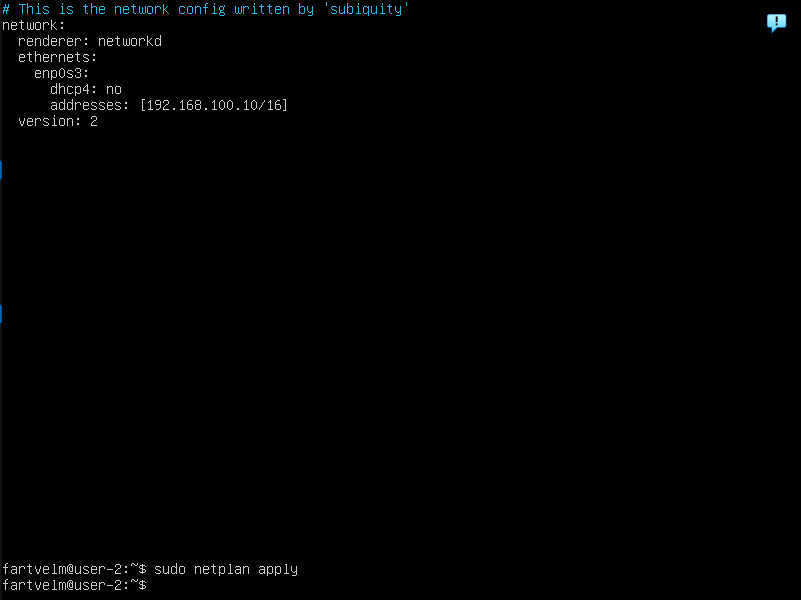 # This is the network config written by 'subiquity'
network:
  renderer: networkd
  ethernets:
    enp0s3:
      dhcp4: no
      addresses: [192.168.100.10/16]
  version: 2
fartvelm@user-2:~$ sudo netplan apply
fartvelm@user-2:~$